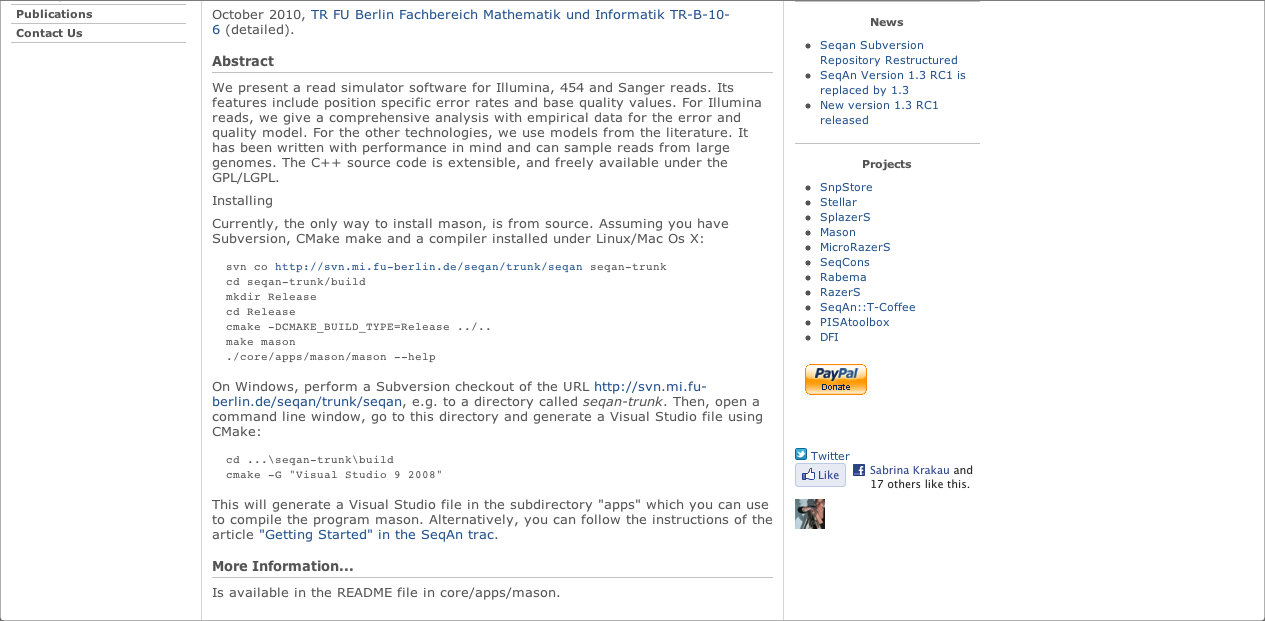 Publications
Contact Us
October 2010, TR FU Berlin Fachbereich Mathematik und Informatik TR-B-10-
6 (detailed).
Abstract
We present a read simulator software for Illumina, 454 and Sanger reads. Its
features include position specific error rates and base quality values. For Illumina
reads, we give a comprehensive analysis with empirical data for the error and
quality model. For the other technologies, we use models from the literature. It
has been written with performance in mind and can sample reads from large
genomes. The C++ source code is extensible, and freely available under the
GPL/LGPL.
Installing
Currently, the only way to install mason, is from source. Assuming you have
Subversion, CMake make and a compiler installed under Linux/Mac Os X:
svn co http://svn.mi.fu-berlin.de/seqan/trunk/seqan seqan-trunk
cd seqan-trunk/build
mkdir Release
cd Release
cmake -DCMAKE_BUILD_TYPE=Release ../..
make mason
./core/apps/mason/mason --help
On Windows, perform a Subversion checkout of the URL http://svn.mi.fu-
berlin.de/seqan/trunk/seqan, e.g. to a directory called seqan-trunk. Then, open a
command line window, go to this directory and generate a Visual Studio file using
CMake:
cd ...\seqan-trunk\build
cmake -G "Visual Studio 9 2008"
This will generate a Visual Studio file in the subdirectory "apps" which you can use
to compile the program mason. Alternatively, you can follow the instructions of the
article "Getting Started" in the SeqAn trac.
More Information...
Is available in the README file in core/apps/mason.
News
Seqan Subversion
Repository Restructured
SeqAn Version 1.3 RC1 is
replaced by 1.3
New version 1.3 RC1
released
Projects
SnpStore
Stellar
SplazerS
Mason
MicroRazerS
SeqCons
Rabema
RazerS
SeqAn::T-Coffee
PISAtoolbox
DFI
PayPal
Donate
Twitter
Like
Sabrina Krakau and
17 others like this.